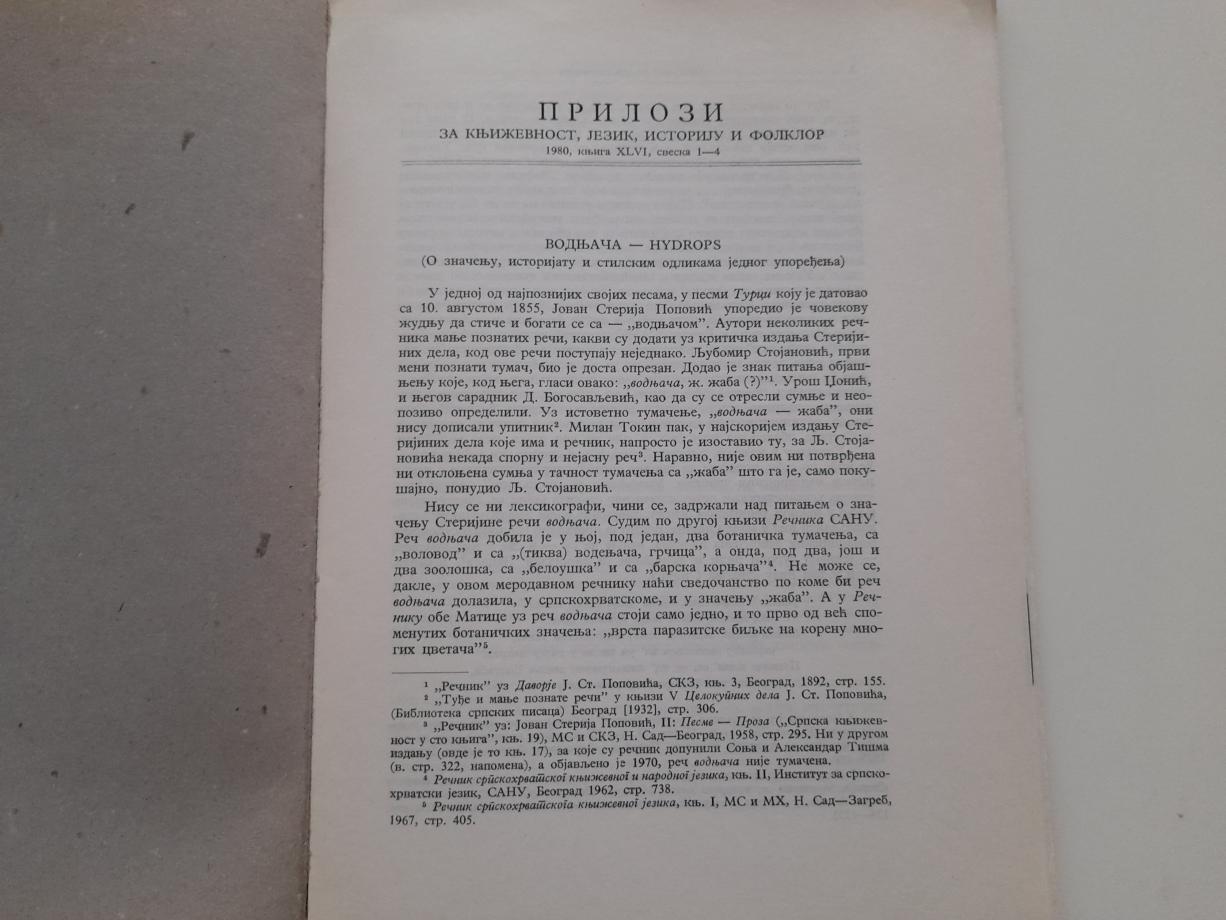 ПРИЛОЗИ
ЗА КЊИЖЕВНОСТ, ЈЕЗИК, ИСТОРИЈУ И ФОЛКЛОР
1980, књига XLVI, свеска 1—4
ВОДЊАЧА — HYDROPS
(О значењу, историјату и стилским одликама једног упоређења)
У једној од најпознијих својих песама, у песми Турци коју је датовао
са 10. августом 1855, Јован Стерија Поповић упоредио је човекову
жудњу да стиче и богати се са — „водњачом”. Аутори неколиких реч-
ника мање познатих речи, какви су додати уз критичка издања Стерији-
них дела, код ове речи поступају неједнако. Љубомир Стојановић, први
мени познати тумач, био је доста опрезан. Додао је знак питања објаш-
њењу које, код њега, гласи овако: „водњача, ж. жаба (?)”¹. Урош Џонић,
и његов сарадник Д. Богосављевић, као да су се отресли сумње и нео-
позиво определили. Уз истоветно тумачење, „водњача — жаба”, они
нису дописали упитник². Милан Токин пак, у најскоријем издању Сте-
ријиних дела које има и речник, напросто је изоставио ту, за Љ. Стоја-
новића некада спорну и нејасну реч³. Наравно, није овим ни потврђена
ни отклоњена сумња у тачност тумачења са „жаба” што га је, само поку-
шајно, понудио Љ. Стојановић.
Нису се ни лексикографи, чини се, задржали над питањем о зна-
чењу Стеријине речи водњача. Судим по другој књизи Речника САНУ.
Реч водњача добила је у њој, под један, два ботаничка тумачења, са
„воловод” и са „(тиква) водењача, грчица”, а онда, под два, још и
два зоолошка, са „белоушка” и са „барска корњача”⁴. Не може се,
дакле, у овом меродавном речнику наћи сведочанство по коме би реч
водњача долазила, у српскохрватскоме, и у значењу „жаба”. А у Реч-
нику обе Матице уз реч водњача стоји само једно, и то прво од већ спо-
менутих ботаничких значења: „врста паразитске биљке на корену мно-
гих цветача”⁵.
¹ „Речник” уз Даворје Ј. Ст. Поповића, СКЗ, књ. 3, Београд, 1892, стр. 155.
² „Туђе и мање познате речи” у књизи V Целокупних дела Ј. Ст. Поповића,
(Библиотека српских писаца) Београд [1932], стр. 306.
³ „Речник” уз: Јован Стерија Поповић, II: Песме — Проза („Српска књижев-
ност у сто књига”, књ. 19), МС и СКЗ, Н. Сад—Београд, 1958, стр. 295. Ни у другом
издању (овде је то књ. 17), за које су речник допунили Соња и Александар Тишма
(в. стр. 322, напомена), а објављено је 1970, реч водњача није тумачена.
⁴ Речник српскохрватског књижевног и народног језика, књ. II, Институт за српско-
хрватски језик, САНУ, Београд 1962, стр. 738.
⁵ Речник српскохрватскога књижевног језика, књ. I, МС и МХ, Н. Сад—Загреб,
1967, стр. 405.